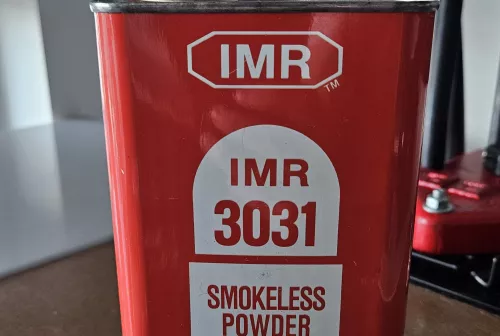 IMR
TM
IMR
3031
SMOKELESS
POWDER